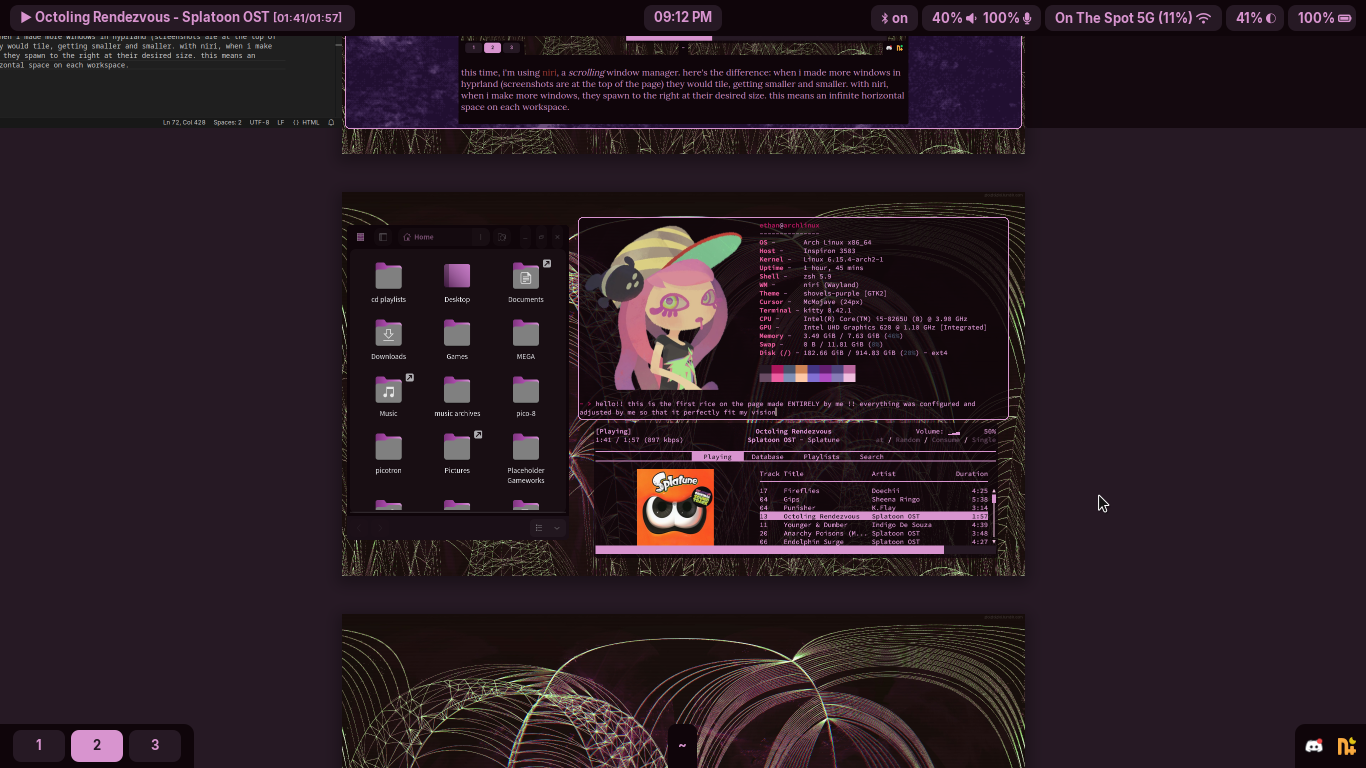 ▶ Octoling Rendezvous - Splatoon OST [01:41/01:57]
09:12 PM
on
40% 100%
On The Spot 5G (11%)
41%
100%
when i made more windows in hyprland (screenshots are at the top of
they would tile, getting smaller and smaller. with niri, when i make
they spawn to the right at their desired size. this means an
horizontal space on each workspace.
Ln 72, Col 428 Spaces: 2 UTF-8 LF {} HTML
1 2 3
this time, i'm using niri, a scrolling window manager. here's the difference: when i made more windows in
hyprland (screenshots are at the top of the page) they would tile, getting smaller and smaller. with niri,
when i make more windows, they spawn to the right at their desired size. this means an infinite horizontal
space on each workspace.
Home
cd playlists Desktop Documents
Downloads Games MEGA
Music music archives pico-8
picotron Pictures Placeholder
Gameworks
ethan@archlinux
---------------
OS - Arch Linux x86_64
Host - Inspiron 3583
Kernel - Linux 6.15.4-arch2-1
Uptime - 1 hour, 45 mins
Shell - zsh 5.9
WM - niri (Wayland)
Theme - shovels-purple [GTK2]
Cursor - McMojave (24px)
Terminal - kitty 0.42.1
CPU - Intel(R) Core(TM) i5-8265U (8) @ 3.90 GHz
GPU - Intel UHD Graphics 620 @ 1.10 GHz [Integrated]
Memory - 3.49 GiB / 7.63 GiB (46%)
Swap - 0 B / 11.81 GiB (0%)
Disk (/) - 182.66 GiB / 914.83 GiB (20%) - ext4
hello!! this is the first rice on the page made ENTIRELY by me !! everything was configured and
adjusted by me so that it perfectly fit my vision
[Playing] Octoling Rendezvous Volume: 50%
1:41 / 1:57 (897 kbps) Splatoon OST - Splatune / Random / Consume / Single
Playing Database Playlists Search
Splatune
Track Title Artist Duration
17 Fireflies Doechii 4:25
04 Gips Sheena Ringo 5:38
04 Punisher K.Flay 3:14
13 Octoling Rendezvous Splatoon OST 1:57
11 Younger & Dumber Indigo De Souza 4:39
20 Anarchy Poisons (M... Splatoon OST 3:48
06 Endolphin Surge Splatoon OST 4:27
1 2 3
~